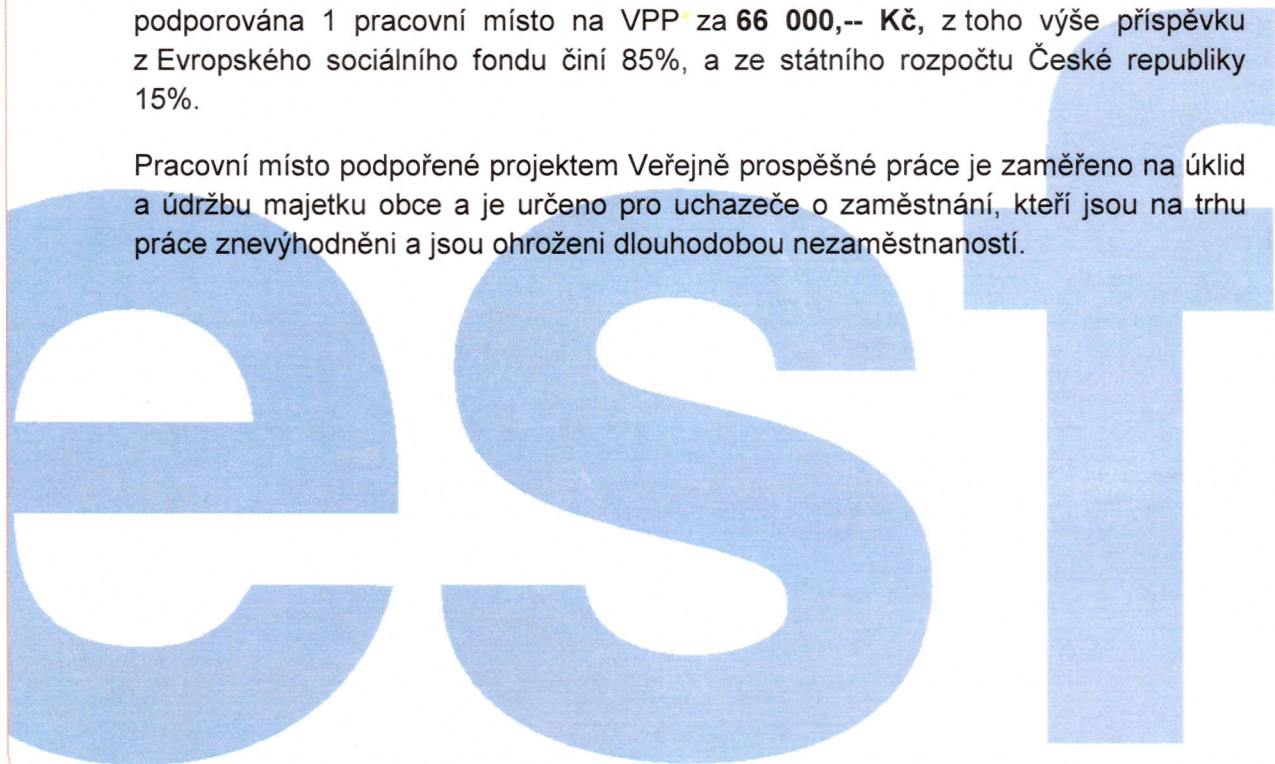 podporována 1 pracovní místo na VPP za 66 000,-- Kč, z toho výše příspěvku
z Evropského sociálního fondu činí 85%, a ze státního rozpočtu České republiky
15%.
Pracovní místo podpořené projektem Veřejně prospěšné práce je zaměřeno na úklid
a údržbu majetku obce a je určeno pro uchazeče o zaměstnání, kteří jsou na trhu
práce znevýhodněni a jsou ohroženi dlouhodobou nezaměstnaností.
esf